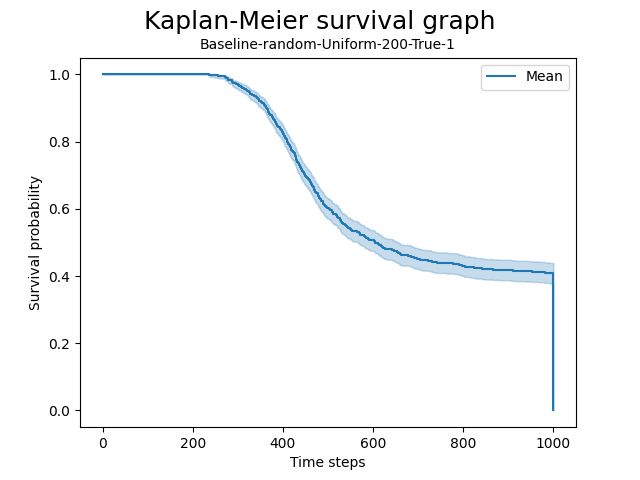 Kaplan-Meier survival graph
Baseline-random-Uniform-200-True-1
Mean
1.0
0.8
0.6
0.4
0.2
0.0
Survival probability
0 200 400 600 800 1000
Time steps